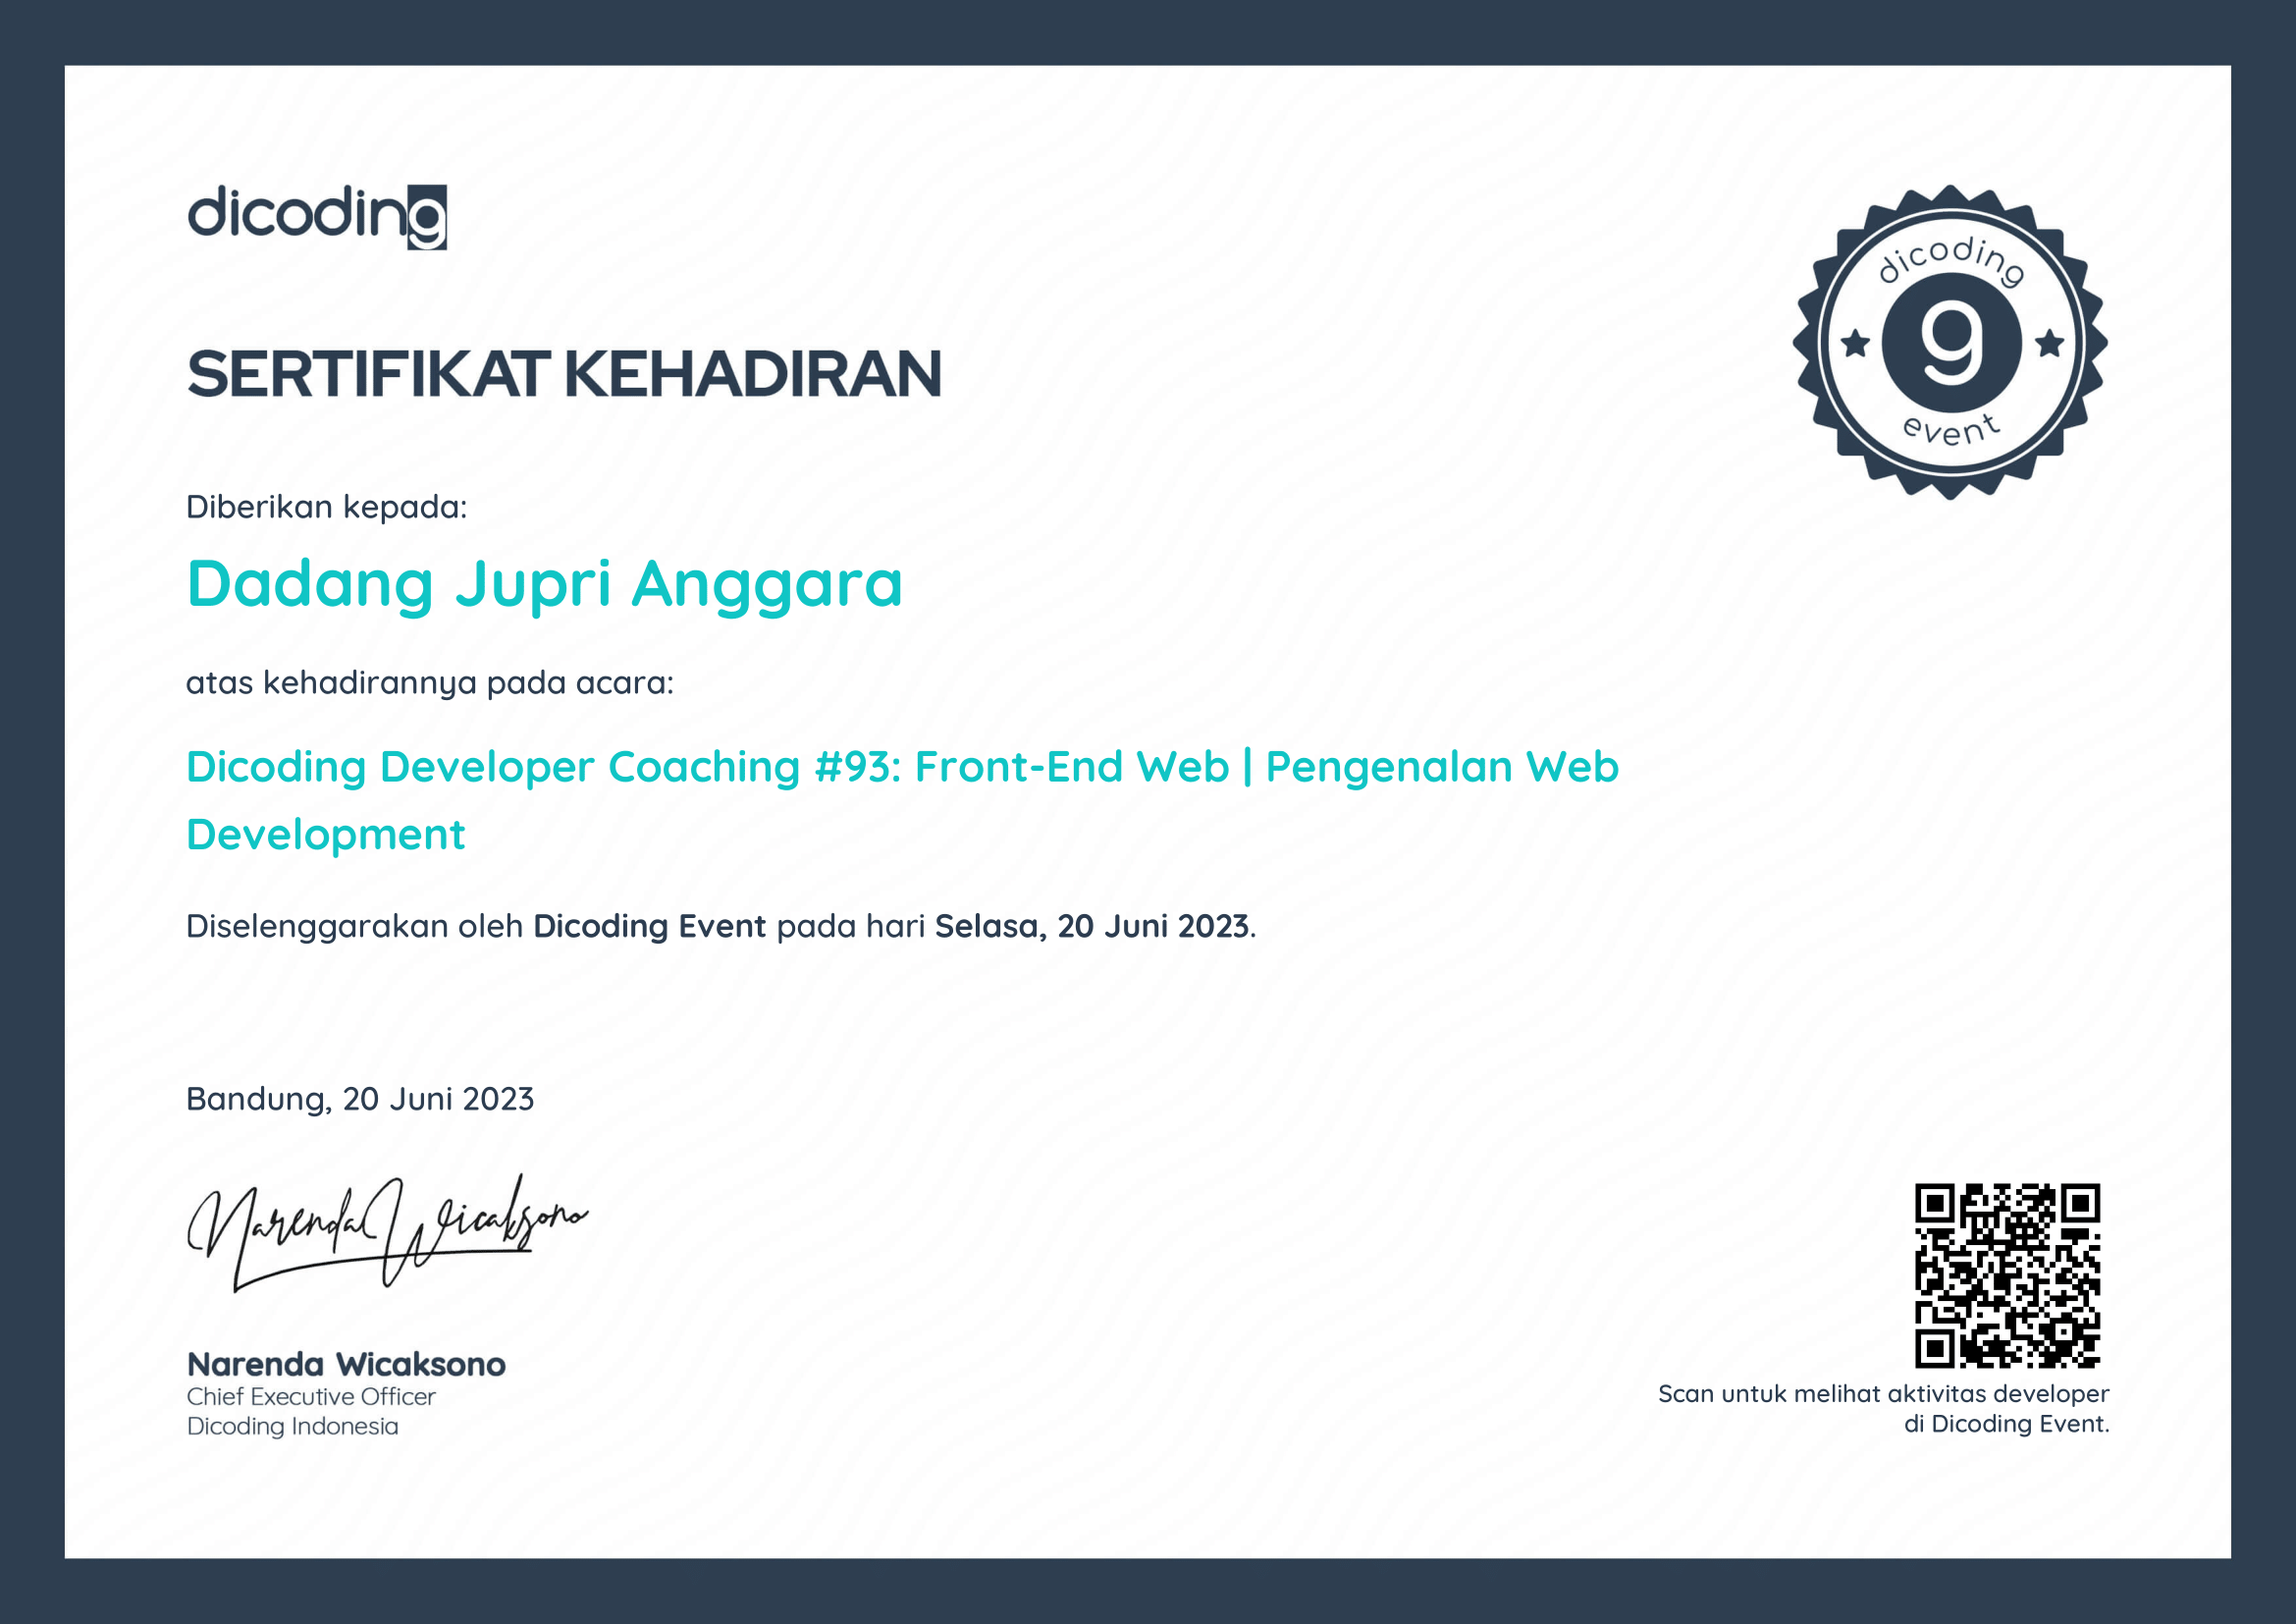 dicoding
SERTIFIKAT KEHADIRAN
dicoding
g
event
Diberikan kepada:
Dadang Jupri Anggara
atas kehadirannya pada acara:
Dicoding Developer Coaching #93: Front-End Web | Pengenalan Web
Development
Diselenggarakan oleh Dicoding Event pada hari Selasa, 20 Juni 2023.
Bandung, 20 Juni 2023
Narenda Wicaksono
Narenda Wicaksono
Chief Executive Officer
Dicoding Indonesia
Scan untuk melihat aktivitas developer
di Dicoding Event.